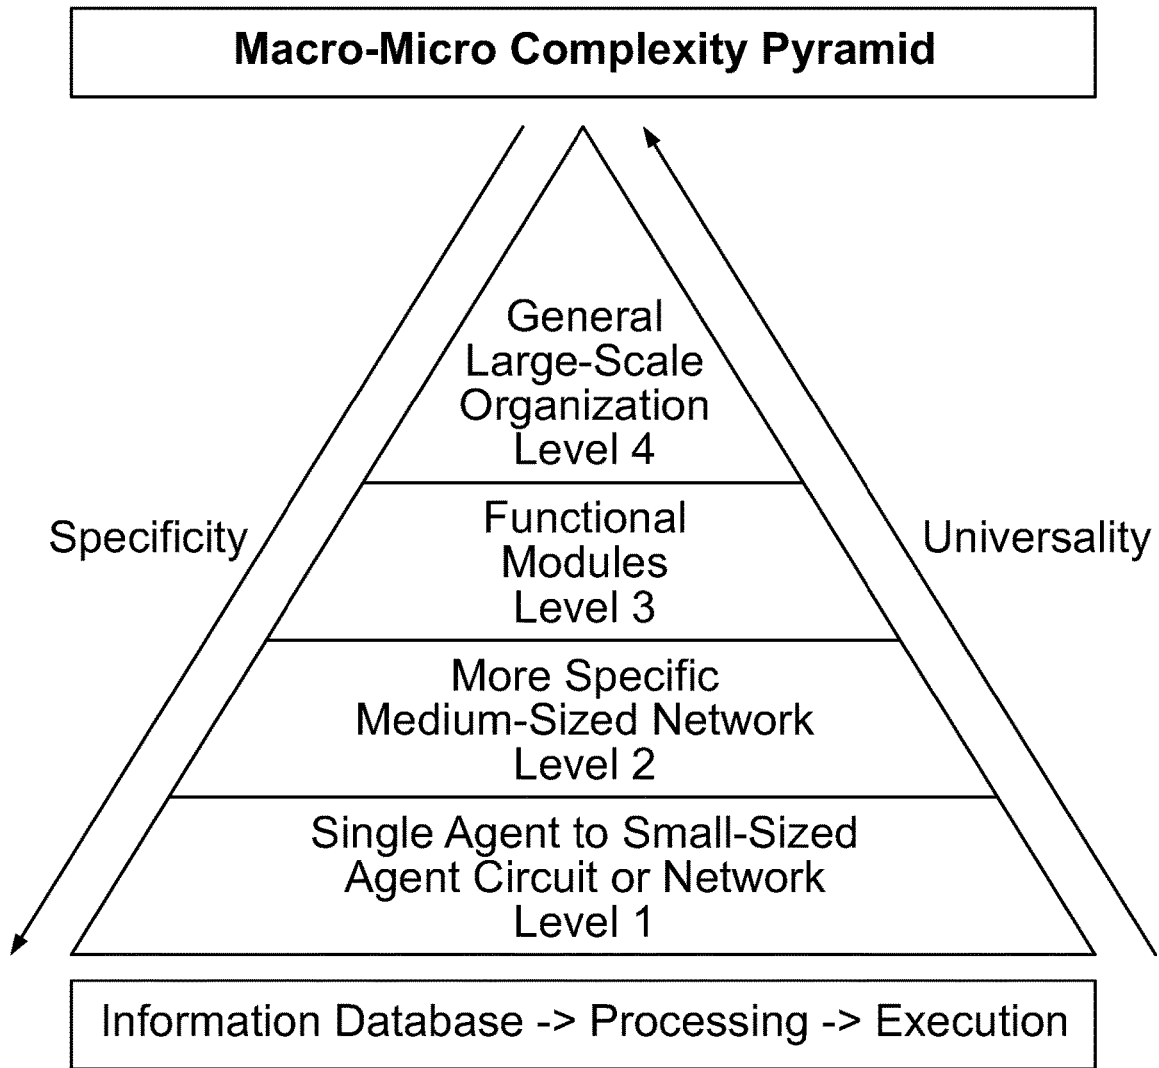 Macro-Micro Complexity Pyramid
General
Large-Scale
Organization
Level 4
Specificity
Functional
Modules
Level 3
Universality
More Specific
Medium-Sized Network
Level 2
Single Agent to Small-Sized
Agent Circuit or Network
Level 1
Information Database -> Processing -> Execution